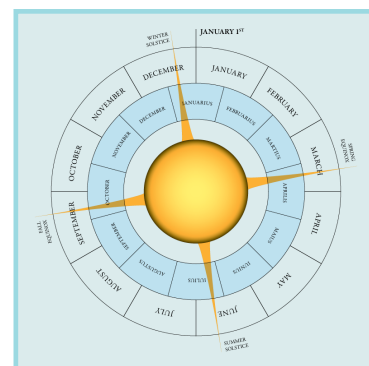 JANUARY 1ST
WINTER
SOLSTICE
JANUARY
FEBRUARY
MARCH
SPRING
EQUINOX
APRIL
MAY
JUNE
SUMMER
SOLSTICE
JULY
AUGUST
SEPTEMBER
FALL
EQUINOX
OCTOBER
NOVEMBER
DECEMBER
IANUARIUS
FEBRUARIUS
MARTIUS
APRILIS
MAIUS
IUNIUS
IULIUS
AUGUSTUS
SEPTEMBER
OCTOBER
NOVEMBER
DECEMBER